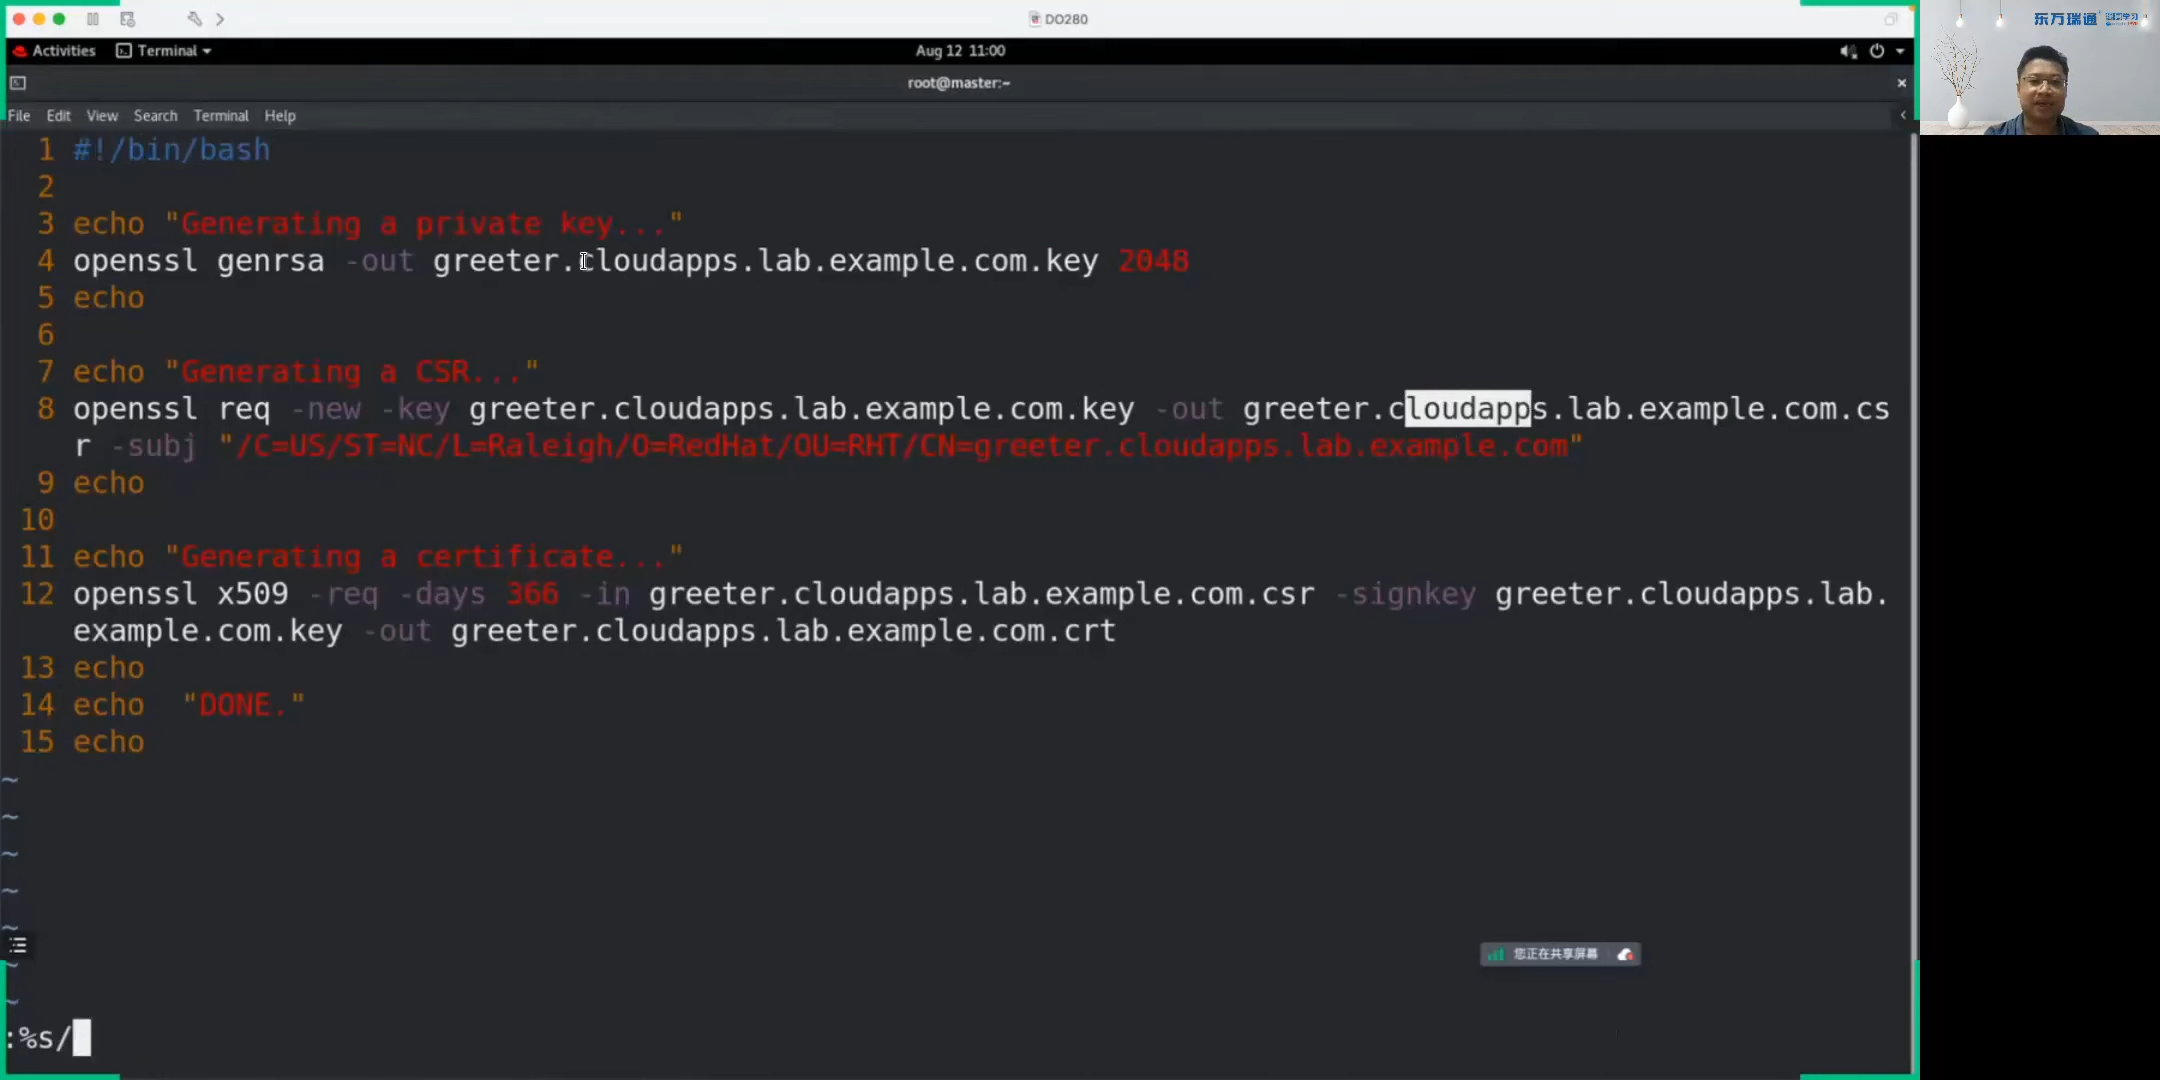 DO280
东方瑞通
Activities
Terminal
Aug 12 11:00
root@master:~
File Edit View Search Terminal Help
1 #!/bin/bash
2
3 echo "Generating a private key..."
4 openssl genrsa -out greeter.cloudapps.lab.example.com.key 2048
5 echo
6
7 echo "Generating a CSR..."
8 openssl req -new -key greeter.cloudapps.lab.example.com.key -out greeter.cloudapps.lab.example.com.cs
r -subj "/C=US/ST=NC/L=Raleigh/O=RedHat/OU=RHT/CN=greeter.cloudapps.lab.example.com"
9 echo
10
11 echo "Generating a certificate..."
12 openssl x509 -req -days 366 -in greeter.cloudapps.lab.example.com.csr -signkey greeter.cloudapps.lab.
example.com.key -out greeter.cloudapps.lab.example.com.crt
13 echo
14 echo  "DONE."
15 echo
~
~
~
~
~
~
~
您正在共享屏幕
:%s/